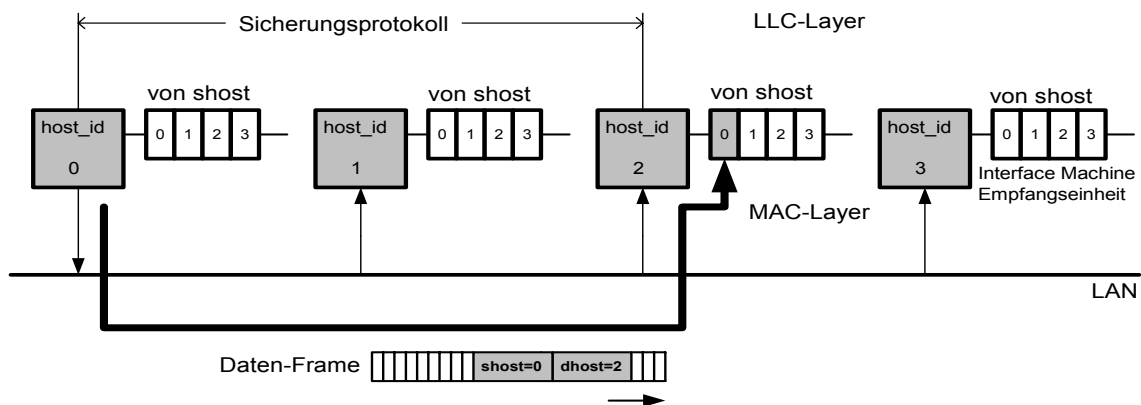 Sicherungsprotokoll
LLC-Layer
von shost
von shost
von shost
von shost
host_id
0
0 1 2 3
host_id
1
0 1 2 3
host_id
2
0 1 2 3
host_id
3
0 1 2 3
Interface Machine
Empfangseinheit
MAC-Layer
LAN
Daten-Frame
shost=0 dhost=2